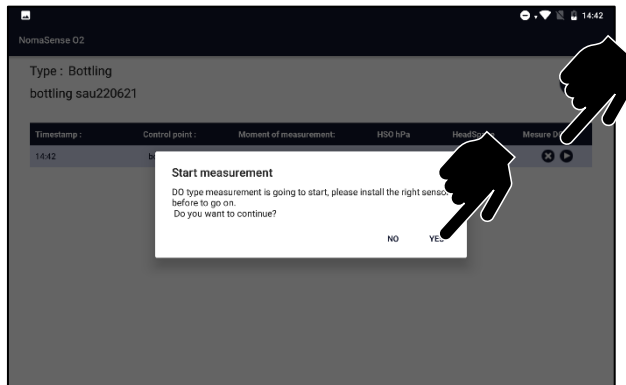 14:42
NomaSense O2
Type : Bottling
bottling sau220621
Timestamp : Control point : Moment of measurement: HSO hPa Mesure
14:42
Start measurement
DO type measurement is going to start, please install the right
before to go on.
Do you want to continue?
NO YES